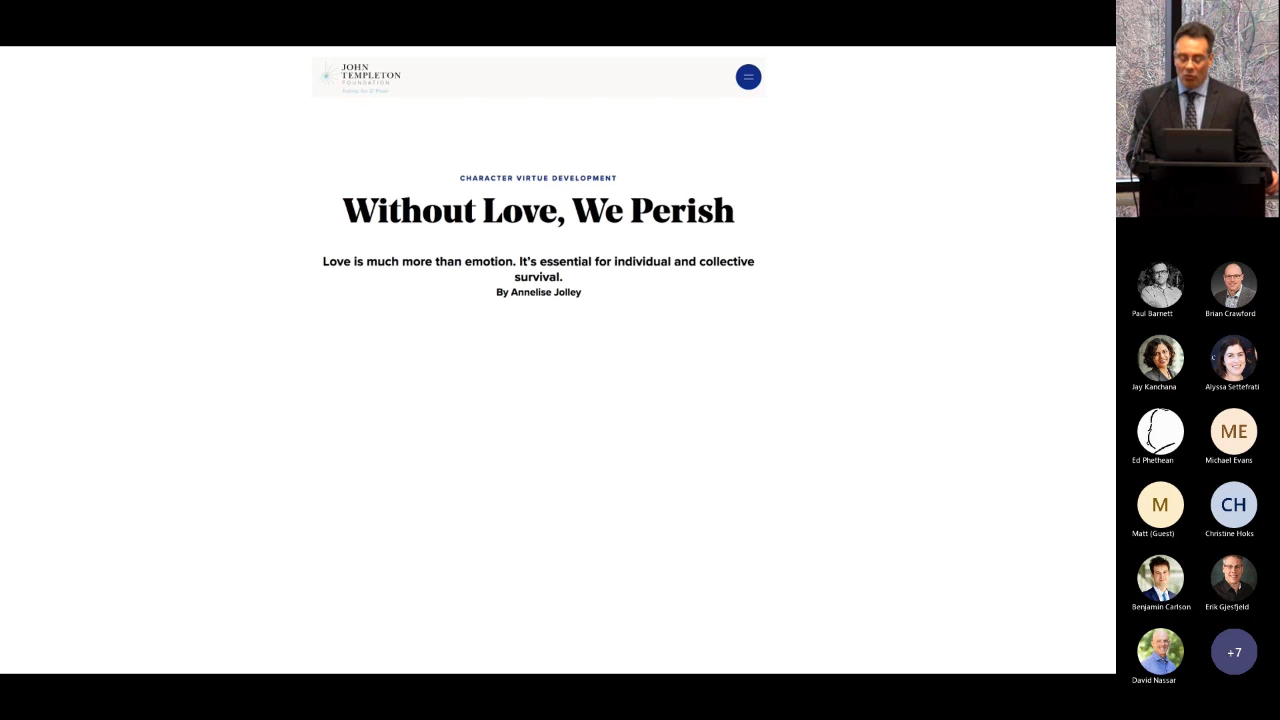 JOHN
TEMPLETON
FOUNDATION
CHARACTER VIRTUE DEVELOPMENT
Without Love, We Perish
Love is much more than emotion. It's essential for individual and collective
survival.
By Annelise Jolley
Paul Barnett
Brian Crawford
Jay Kanchana
Alyssa Settefrati
Ed Phethean
ME
Michael Evans
M
Matt (Guest)
CH
Christine Hoks
Benjamin Carlson
Erik Gjesfjeld
David Nassar
+7